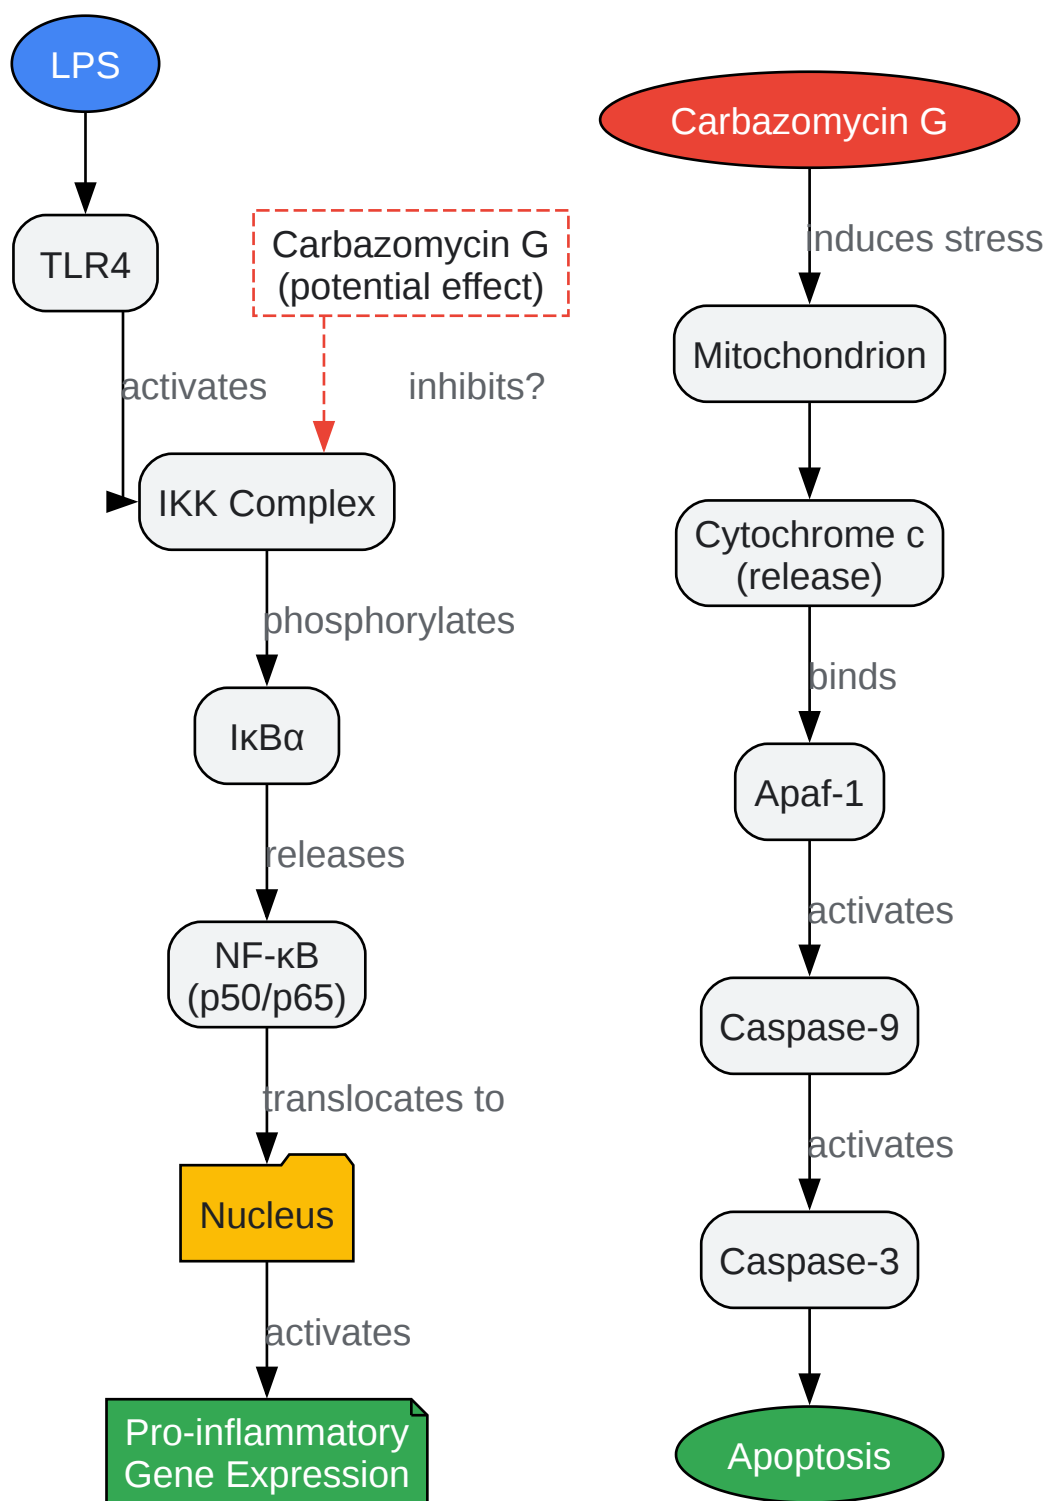 LPS
TLR4
activates
Carbazomycin G
(potential effect)
inhibits?
IKK Complex
phosphorylates
IκBα
releases
NF-κB
(p50/p65)
translocates to
Nucleus
activates
Pro-inflammatory
Gene Expression
Carbazomycin G
induces stress
Mitochondrion
Cytochrome c
(release)
binds
Apaf-1
activates
Caspase-9
activates
Caspase-3
Apoptosis